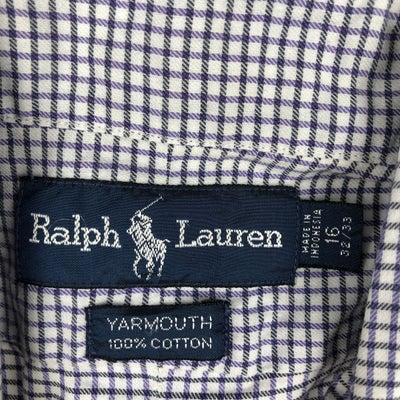 Ralph Lauren
MADE IN
INDONESIA
16
32/33
YARMOUTH
100% COTTON